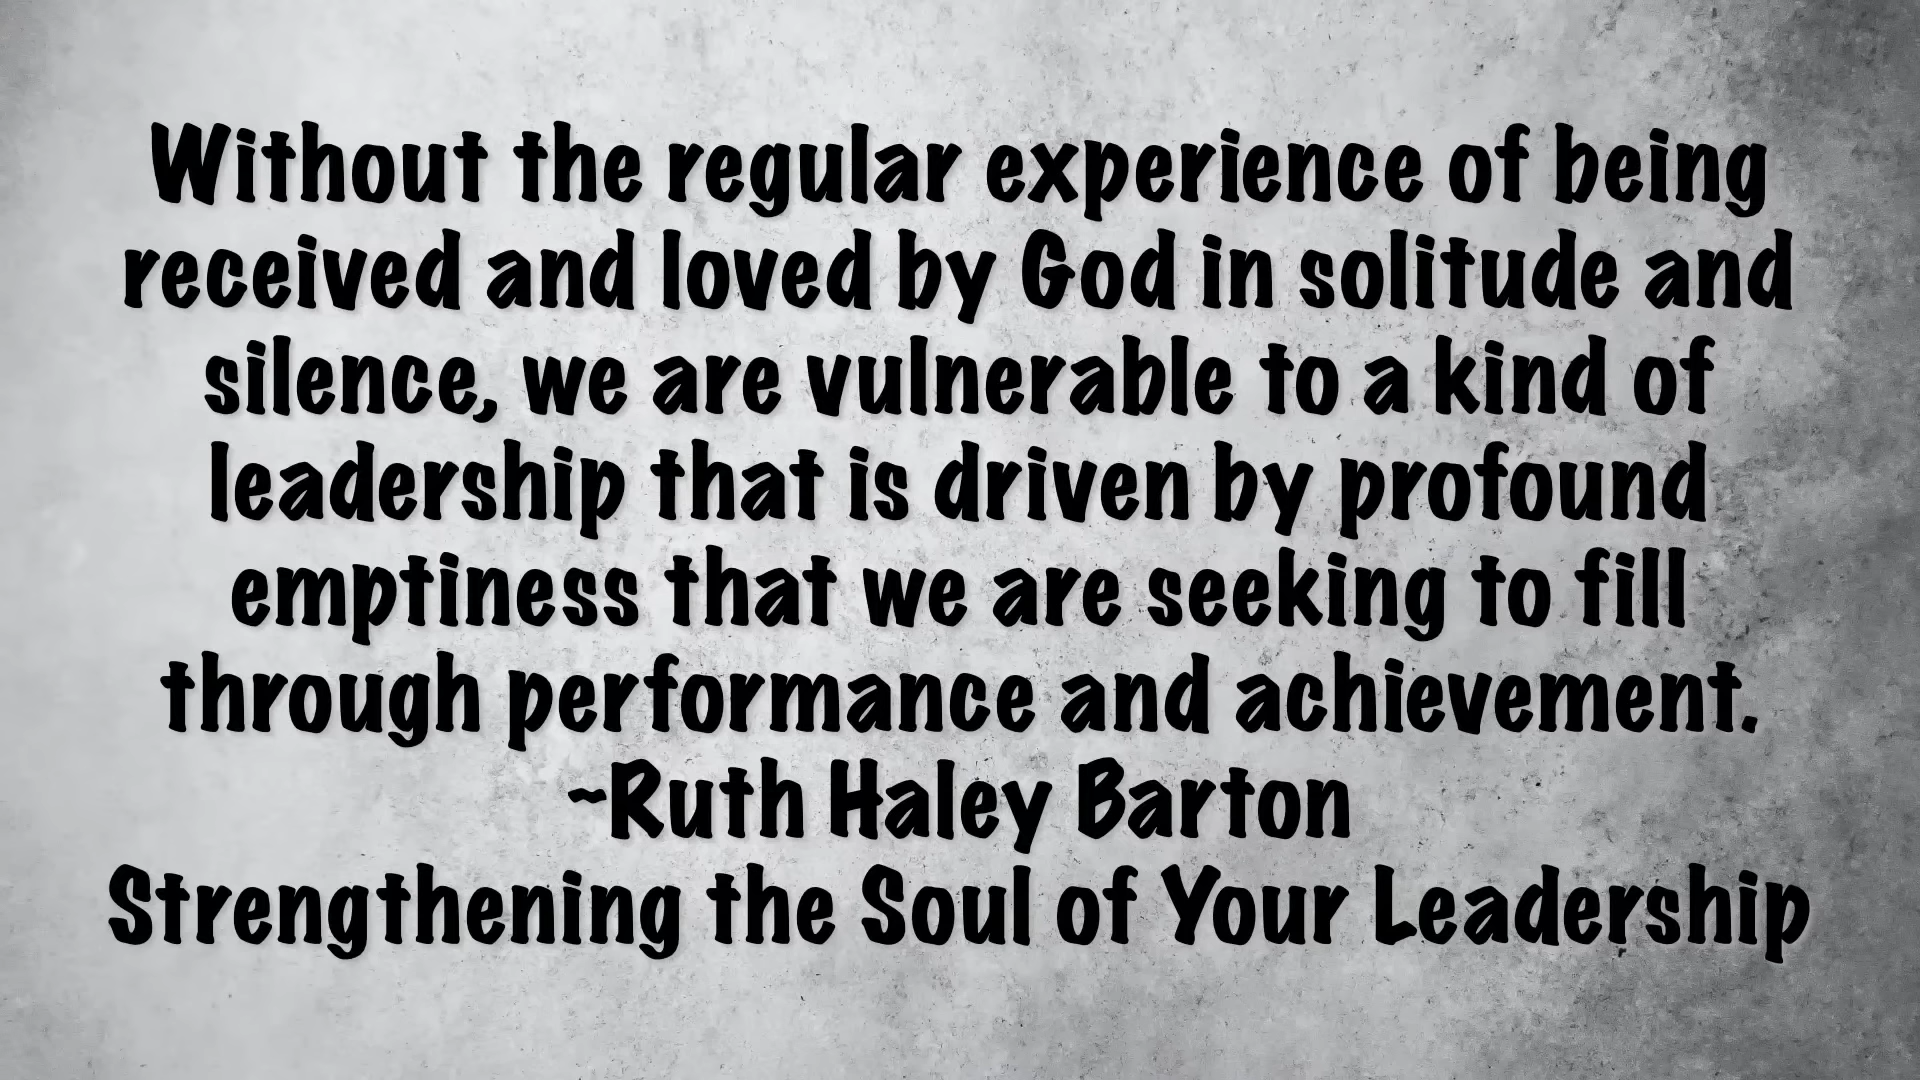 Without the regular experience of being
received and loved by God in solitude and
silence, we are vulnerable to a kind of
leadership that is driven by profound
emptiness that we are seeking to fill
through performance and achievement.
~Ruth Haley Barton
Strengthening the Soul of Your Leadership